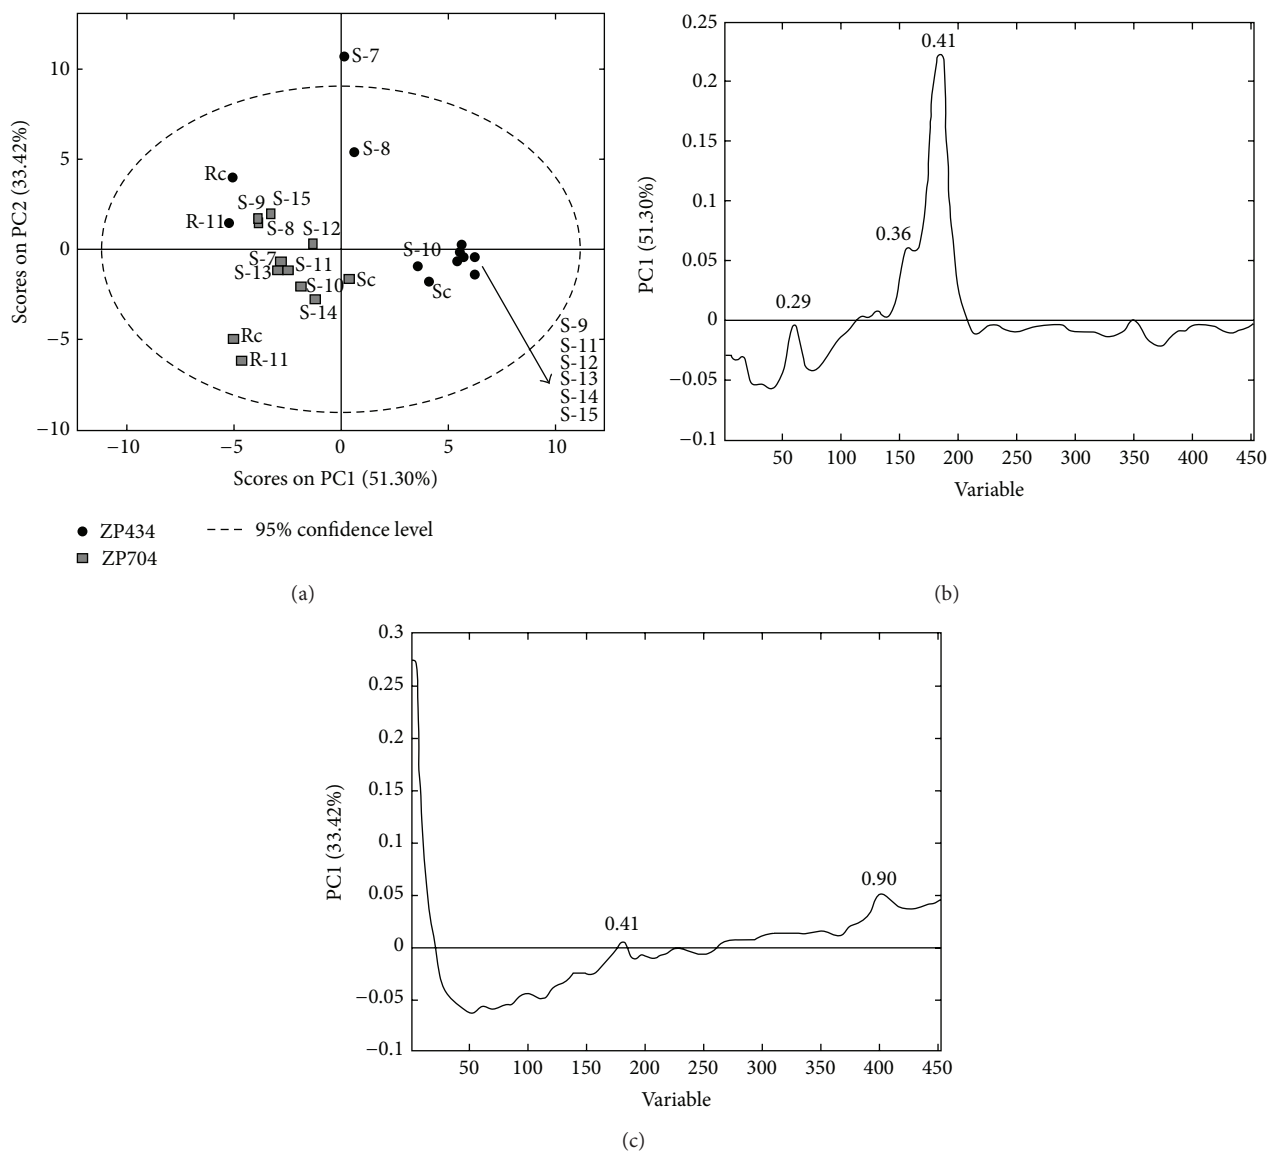 Scores on PC2 (33.42%)
10
5
0
−5
−10
S-7
S-8
Rc
S-9
S-15
R-11
S-8
S-12
S-7
S-13
S-11
S-10
S-14
Sc
S-10
Sc
Rc
R-11
S-9
S-11
S-12
S-13
S-14
S-15
−10
−5
0
5
10
Scores on PC1 (51.30%)
ZP434
ZP704
95% confidence level
(a)
PC1 (51.30%)
0.25
0.2
0.15
0.1
0.05
0
−0.05
−0.1
0.29
0.36
0.41
50
100
150
200
250
300
350
400
450
Variable
(b)
PC1 (33.42%)
0.3
0.25
0.2
0.15
0.1
0.05
0
−0.05
−0.1
0.41
0.90
50
100
150
200
250
300
350
400
450
Variable
(c)